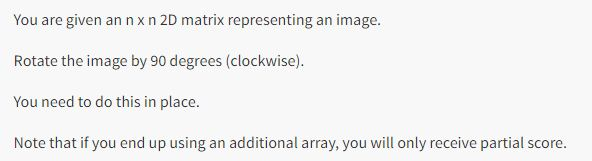 You are given an n x n 2D matrix representing an image.
Rotate the image by 90 degrees (clockwise).
You need to do this in place.
Note that if you end up using an additional array, you will only receive partial score.